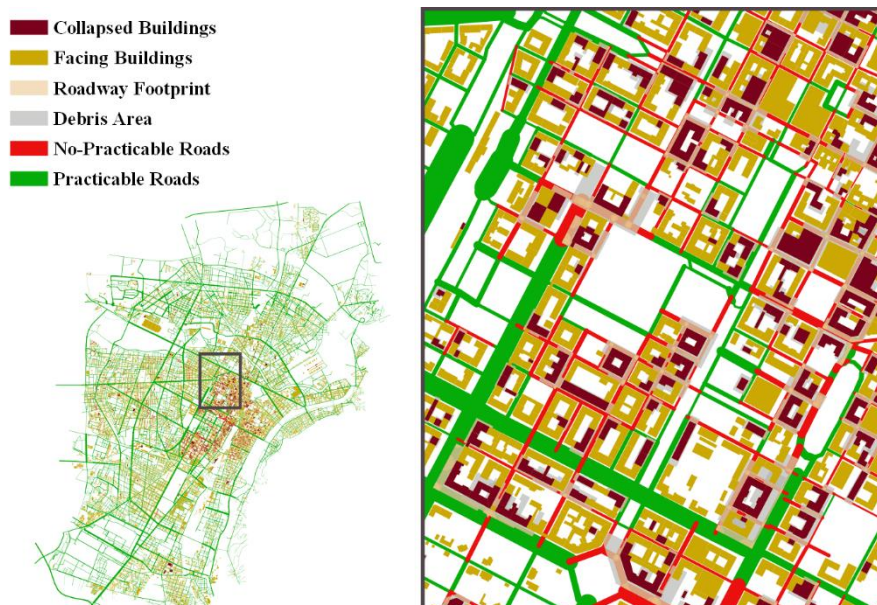 Collapsed Buildings
Facing Buildings
Roadway Footprint
Debris Area
No-Practicable Roads
Practicable Roads